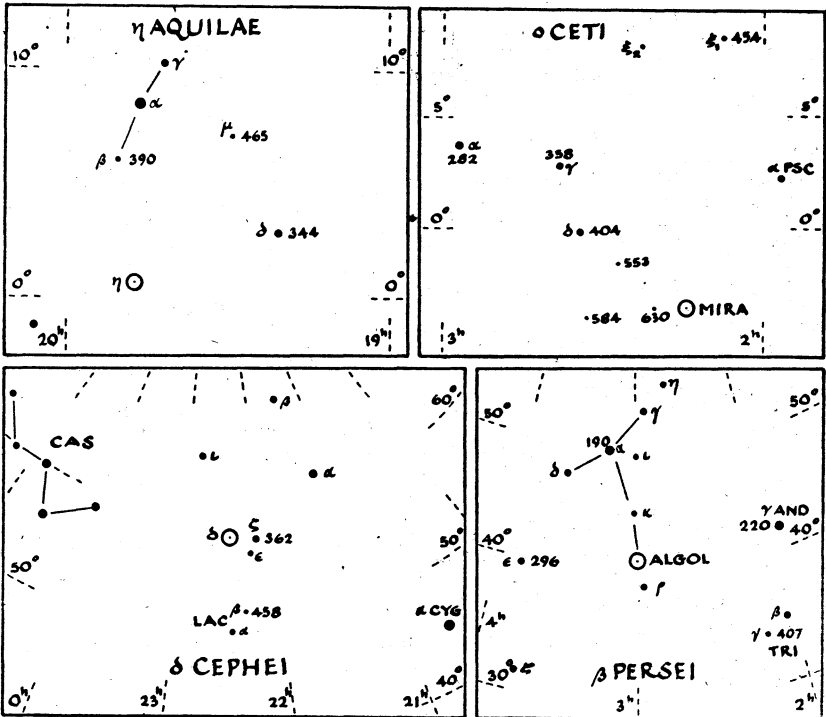 η AQUILAE
10° 10°
γ
α
μ 465
β 390
δ 344
η
0° 0°
20ʰ 19ʰ
ο CETI
ξ₂ ξ₁ 454
5° 5°
α 282
358 γ
α PSC
0° 0°
δ 404
553
584 630 MIRA
3ʰ 2ʰ
β
60°
CAS
ι
α
δ
ζ 362
ε
50° 50°
β 458
LAC
α
α CYG
δ CEPHEI
40°
0ʰ 23ʰ 22ʰ 21ʰ
η
50° 50°
γ
190 α
ι
δ
κ
γ AND
220 40°
40°
ε 296
ALGOL
ρ
4ʰ
β
γ 407
TRI
30° ζ
β PERSEI
3ʰ 2ʰ